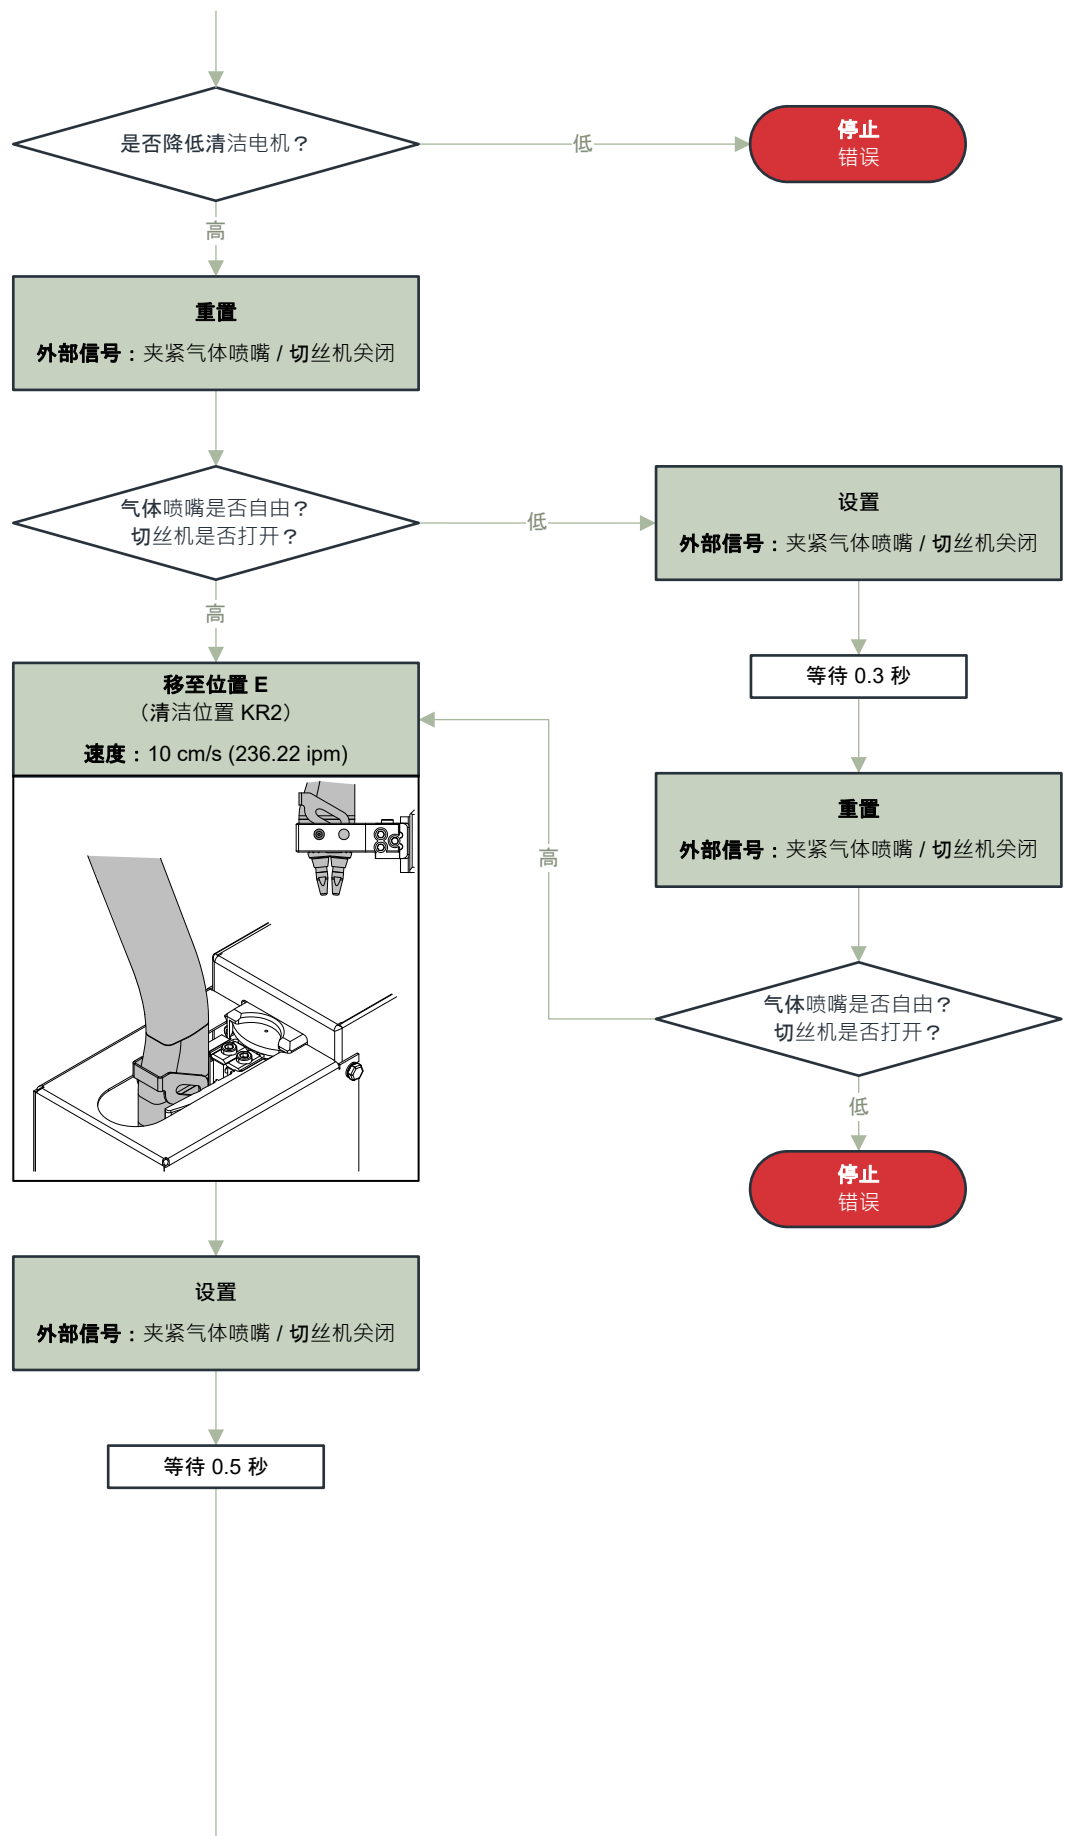 是否降低清洁电机？
低
停止
错误
高
重置
外部信号：夹紧气体喷嘴 / 切丝机关闭
气体喷嘴是否自由？
切丝机是否打开？
低
设置
外部信号：夹紧气体喷嘴 / 切丝机关闭
高
等待 0.3 秒
移至位置 E
（清洁位置 KR2）
速度：10 cm/s (236.22 ipm)
重置
外部信号：夹紧气体喷嘴 / 切丝机关闭
高
气体喷嘴是否自由？
切丝机是否打开？
低
停止
错误
设置
外部信号：夹紧气体喷嘴 / 切丝机关闭
等待 0.5 秒